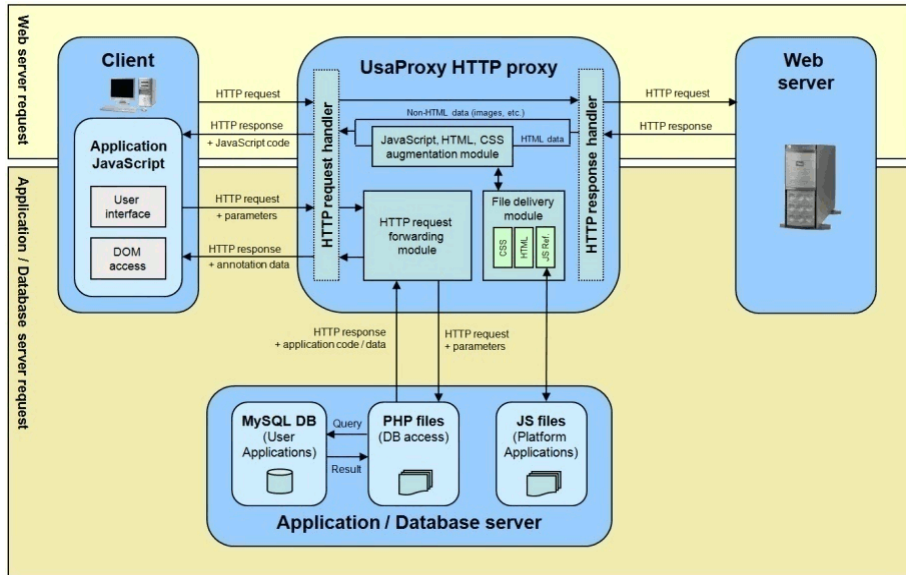 Web server request
Application / Database server request
Client
HTTP request
HTTP response
+ JavaScript code
Application
JavaScript
User
interface
DOM
access
HTTP request
+ parameters
HTTP response
+ annotation data
UsaProxy HTTP proxy
HTTP request handler
Non-HTML data (images, etc.)
HTML data
JavaScript, HTML, CSS
augmentation module
HTTP request
forwarding
module
File delivery
module
CSS
HTML
JS Ref.
HTTP response handler
HTTP request
HTTP response
Web
server
HTTP response
+ application code / data
HTTP request
+ parameters
MySQL DB
(User
Applications)
Query
Result
PHP files
(DB access)
JS files
(Platform
Applications)
Application / Database server